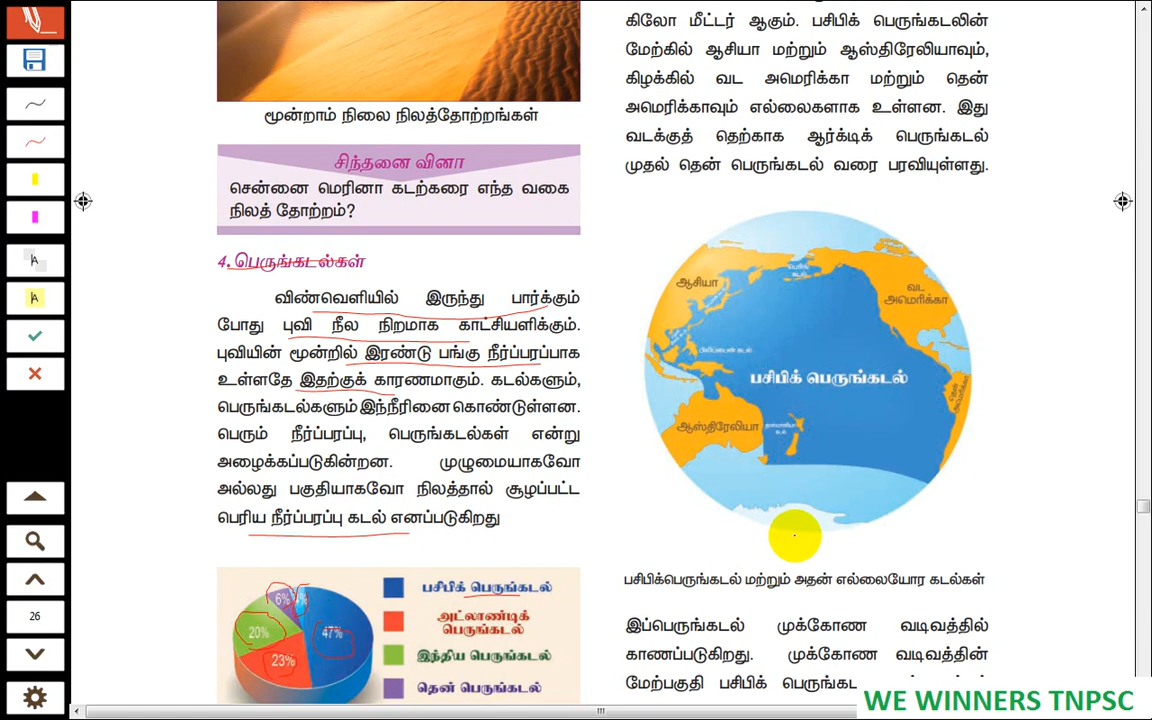 மூன்றாம் நிலை நிலத்தோற்றங்கள்
சிந்தனை வினா
சென்னை மெரினா கடற்கரை எந்த வகை
நிலத் தோற்றம்?
4. பெருங்கடல்கள்
விண்வெளியில் இருந்து பார்க்கும்
போது புவி நீல நிறமாக காட்சியளிக்கும்.
புவியின் மூன்றில் இரண்டு பங்கு நீர்ப்பரப்பாக
உள்ளதே இதற்குக் காரணமாகும். கடல்களும்,
பெருங்கடல்களும் இந்நீரினை கொண்டுள்ளன.
பெரும் நீர்ப்பரப்பு, பெருங்கடல்கள் என்று
அழைக்கப்படுகின்றன. முழுமையாகவோ
அல்லது பகுதியாகவோ நிலத்தால் சூழப்பட்ட
பெரிய நீர்ப்பரப்பு கடல் எனப்படுகிறது
6%
47%
20%
23%
பசிபிக் பெருங்கடல்
அட்லாண்டிக்
பெருங்கடல்
இந்திய பெருங்கடல்
தென் பெருங்கடல்
கிலோ மீட்டர் ஆகும். பசிபிக் பெருங்கடலின்
மேற்கில் ஆசியா மற்றும் ஆஸ்திரேலியாவும்,
கிழக்கில் வட அமெரிக்கா மற்றும் தென்
அமெரிக்காவும் எல்லைகளாக உள்ளன. இது
வடக்குத் தெற்காக ஆர்க்டிக் பெருங்கடல்
முதல் தென் பெருங்கடல் வரை பரவியுள்ளது.
ஆசியா
பெரிங்
கடல்
வட
அமெரிக்கா
பிலிப்பைன் கடல்
பசிபிக் பெருங்கடல்
தென்
அமெரிக்கா
ஆஸ்திரேலியா
கடல்
பசிபிக்பெருங்கடல் மற்றும் அதன் எல்லையோர கடல்கள்
இப்பெருங்கடல் முக்கோண வடிவத்தில்
காணப்படுகிறது. முக்கோண வடிவத்தின்
மேற்பகுதி பசிபிக் பெருங்கட
26
WE WINNERS TNPSC